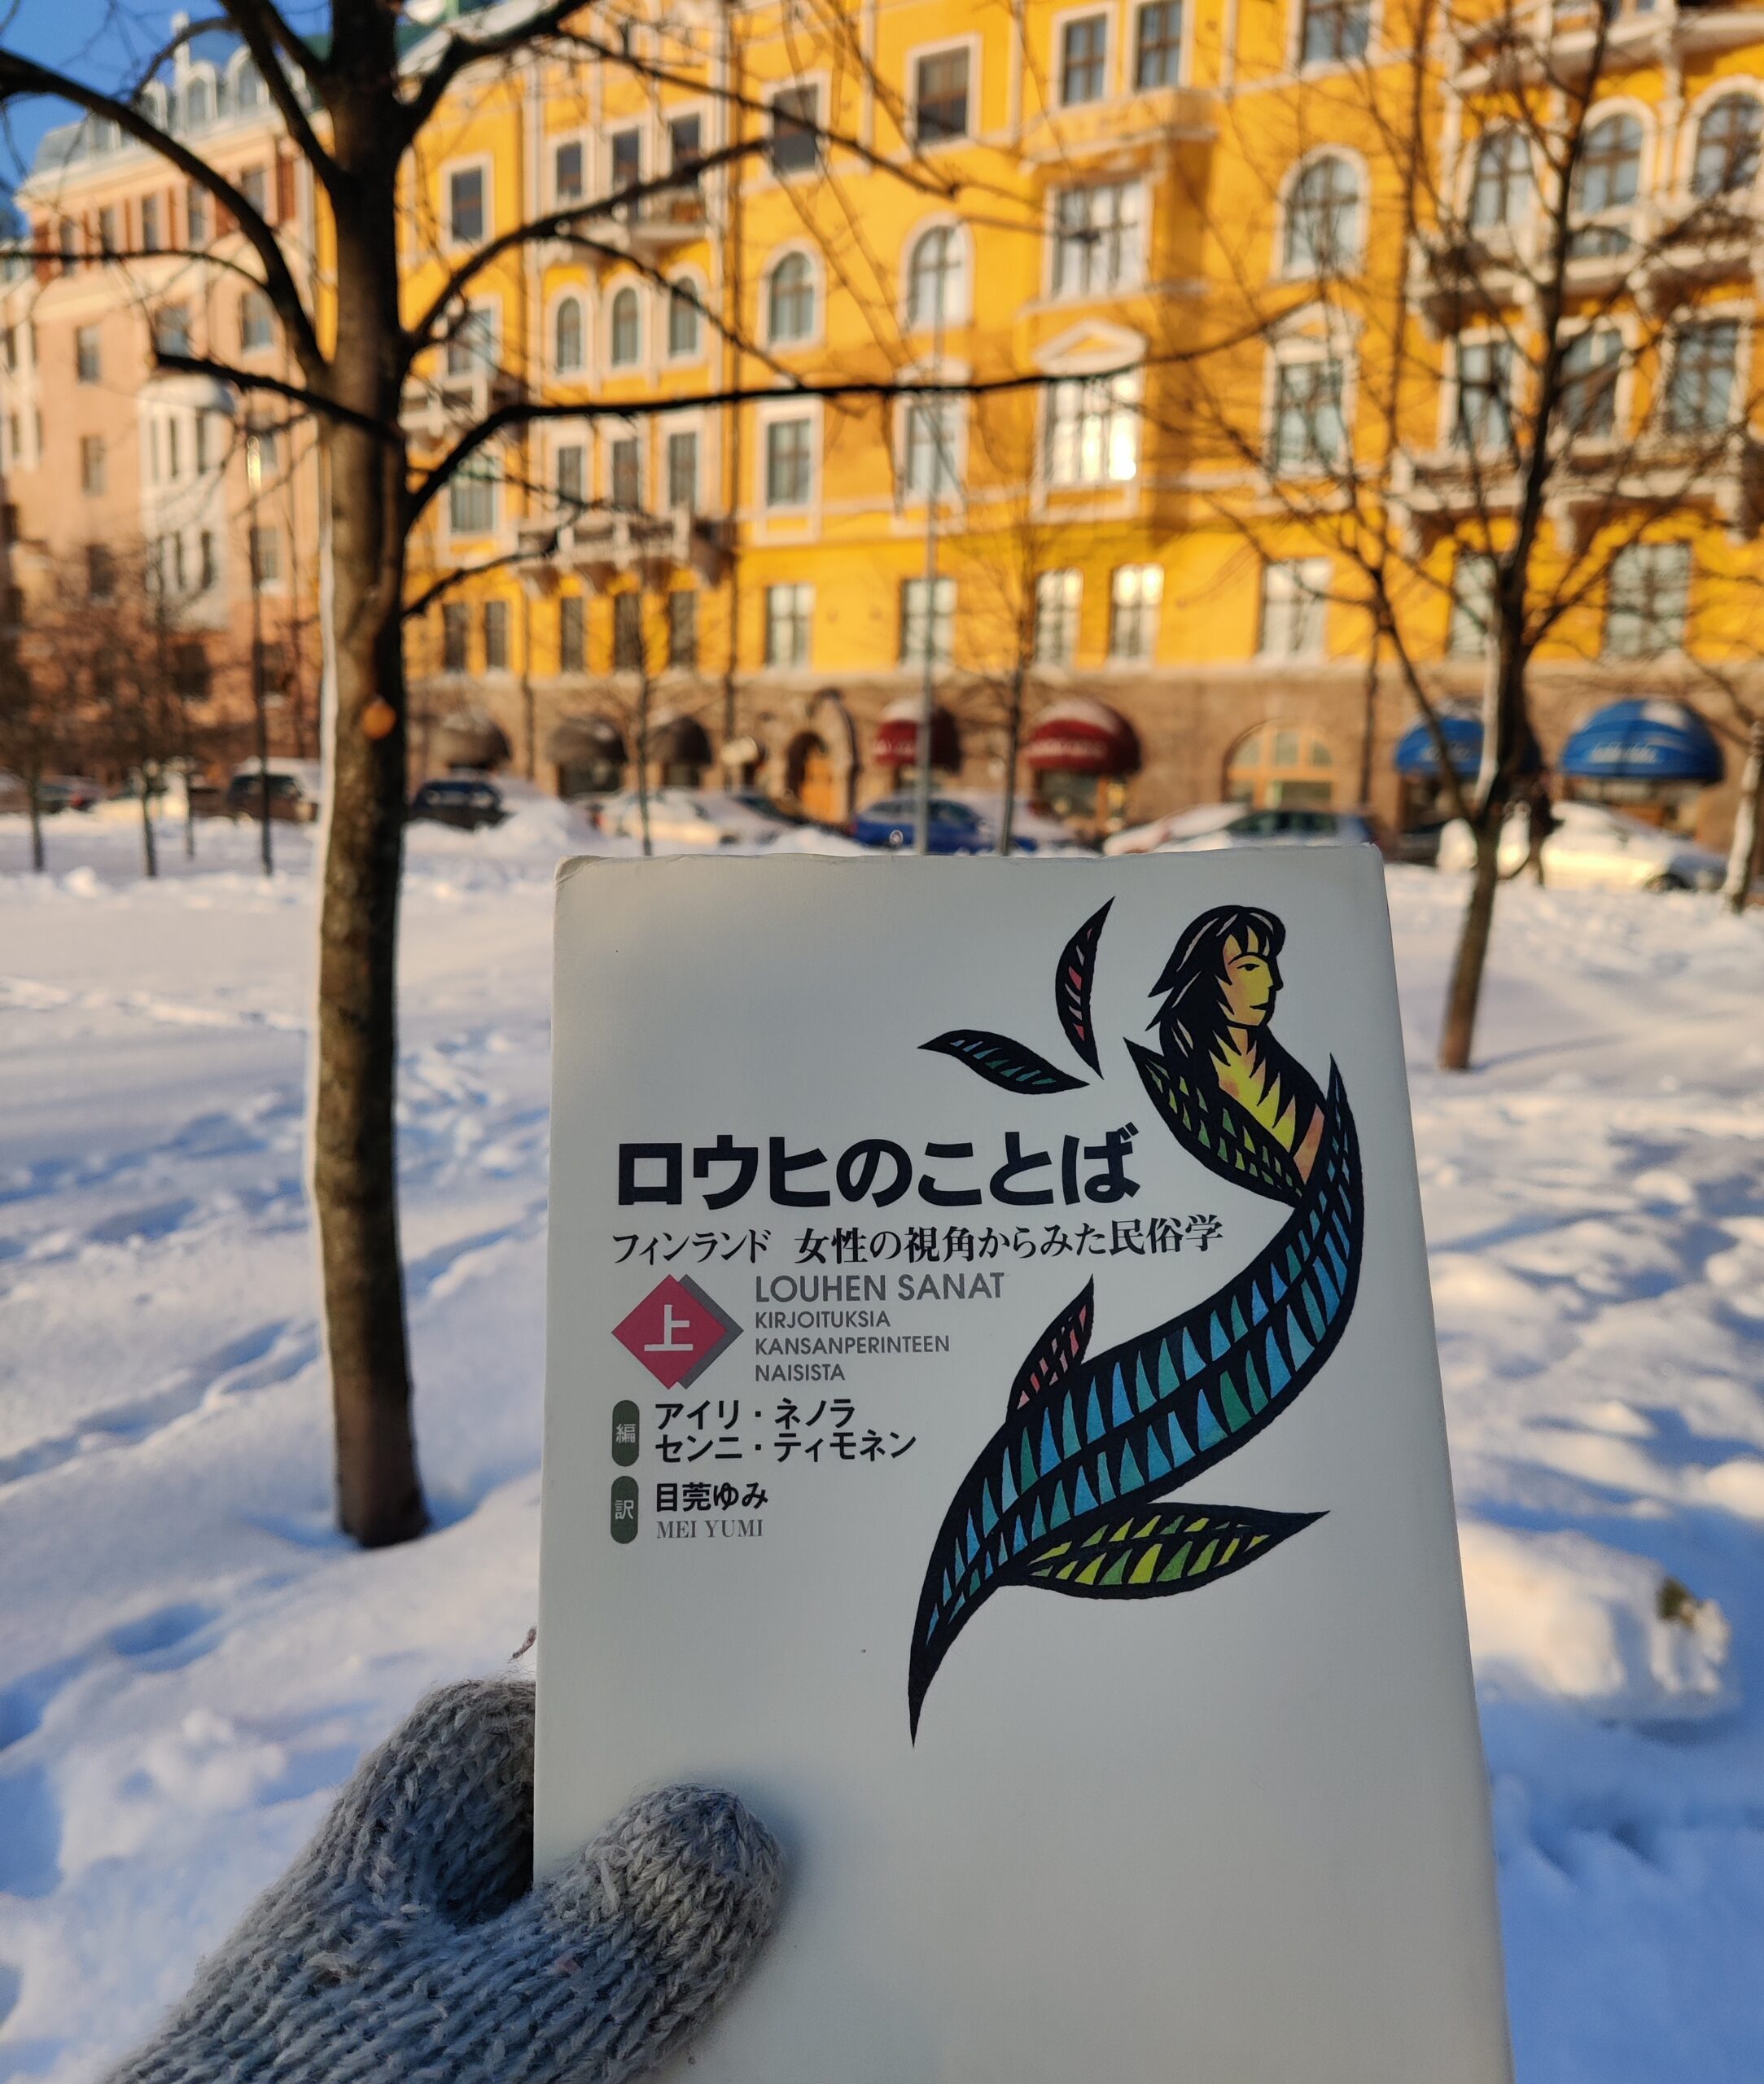 ロウヒのことば
フィンランド 女性の視角からみた民俗学
上
LOUHEN SANAT
KIRJOITUKSIA
KANSANPERINTEEN
NAISISTA
編
アイリ・ネノラ
センニ・ティモネン
訳
目莞ゆみ
MEI YUMI